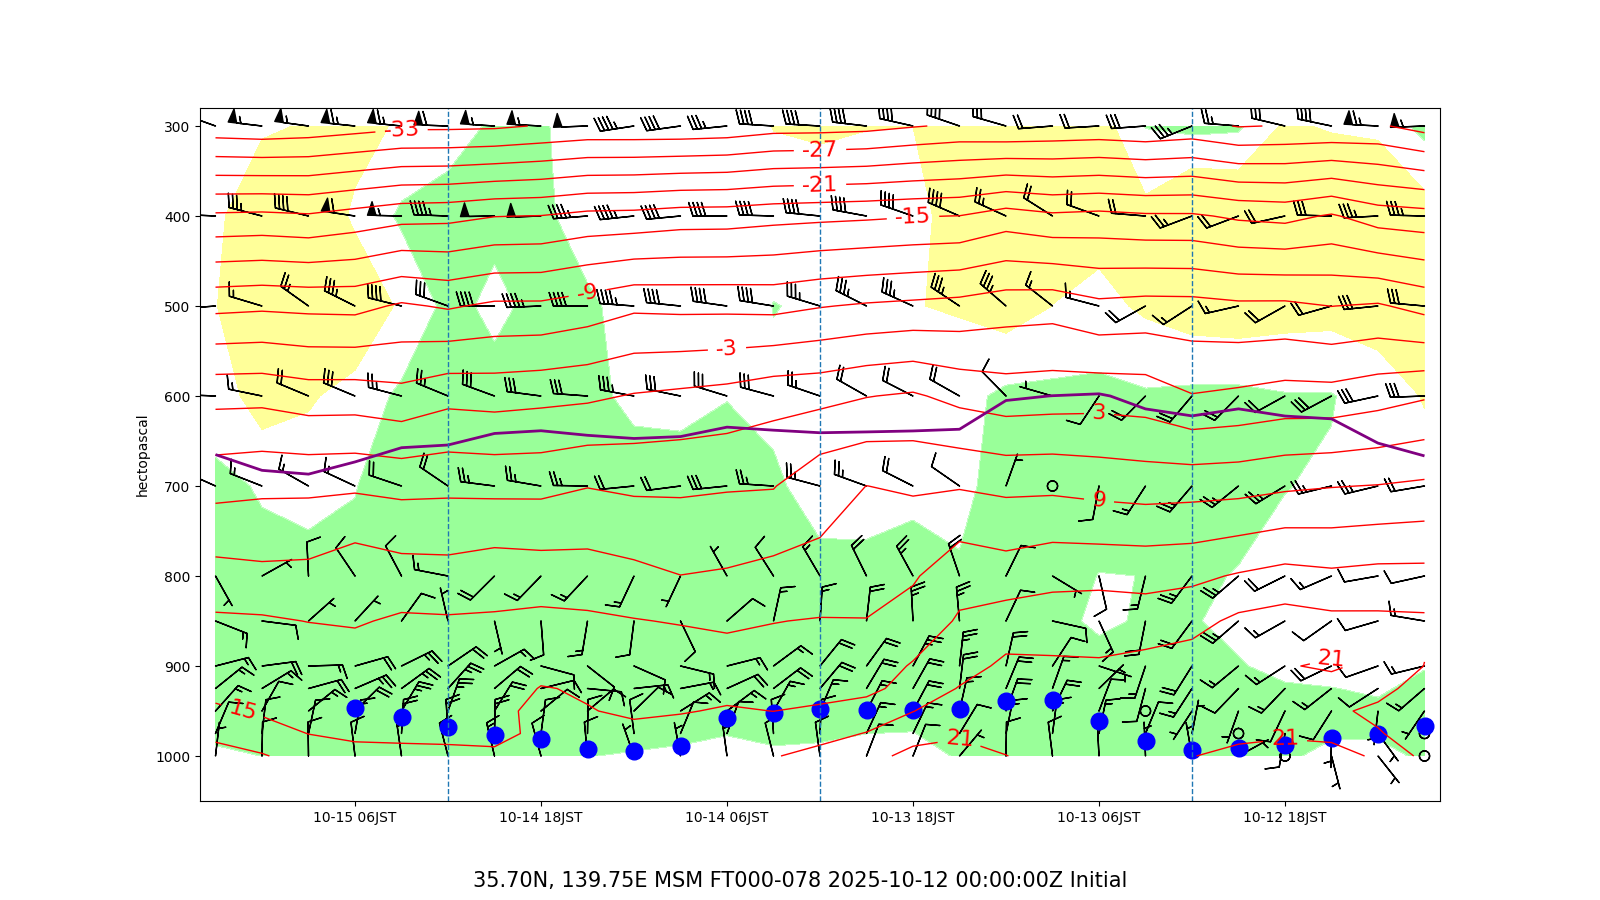 300
400
500
600
700
800
900
1000
hectopascal
-33
-27
-21
-15
-9
-3
3
9
15
21
21
21
10-15 06JST
10-14 18JST
10-14 06JST
10-13 18JST
10-13 06JST
10-12 18JST
35.70N, 139.75E MSM FT000-078 2025-10-12 00:00:00Z Initial